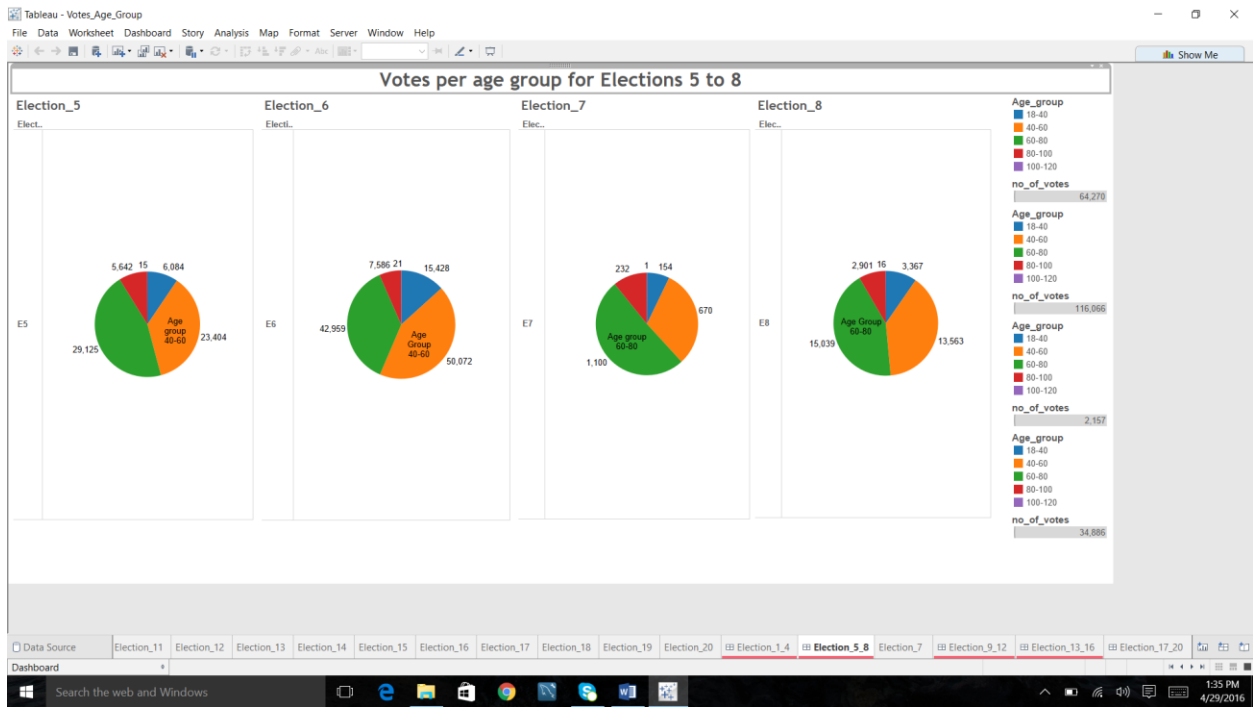 Tableau - Votes_Age_Group
File Data Worksheet Dashboard Story Analysis Map Format Server Window Help
Abc
Show Me
Votes per age group for Elections 5 to 8
Election_5
Elect..
E5
5,642 15 6,084
Age
group
40-60
23,404
29,125
Election_6
Electi..
E6
7,586 21 15,428
42,959
Age
Group
40-60
50,072
Election_7
Elec..
E7
232 1 154
670
Age group
60-80
1,100
Election_8
Elec..
E8
2,901 16 3,367
Age Group
60-80
15,039
13,563
Age_group
18-40
40-60
60-80
80-100
100-120
no_of_votes
64,270
Age_group
18-40
40-60
60-80
80-100
100-120
no_of_votes
116,066
Age_group
18-40
40-60
60-80
80-100
100-120
no_of_votes
2,157
Age_group
18-40
40-60
60-80
80-100
100-120
no_of_votes
34,886
Data Source Election_11 Election_12 Election_13 Election_14 Election_15 Election_16 Election_17 Election_18 Election_19 Election_20 Election_1_4 Election_5_8 Election_7 Election_9_12 Election_13_16 Election_17_20
Dashboard
Search the web and Windows
1:35 PM
4/29/2016